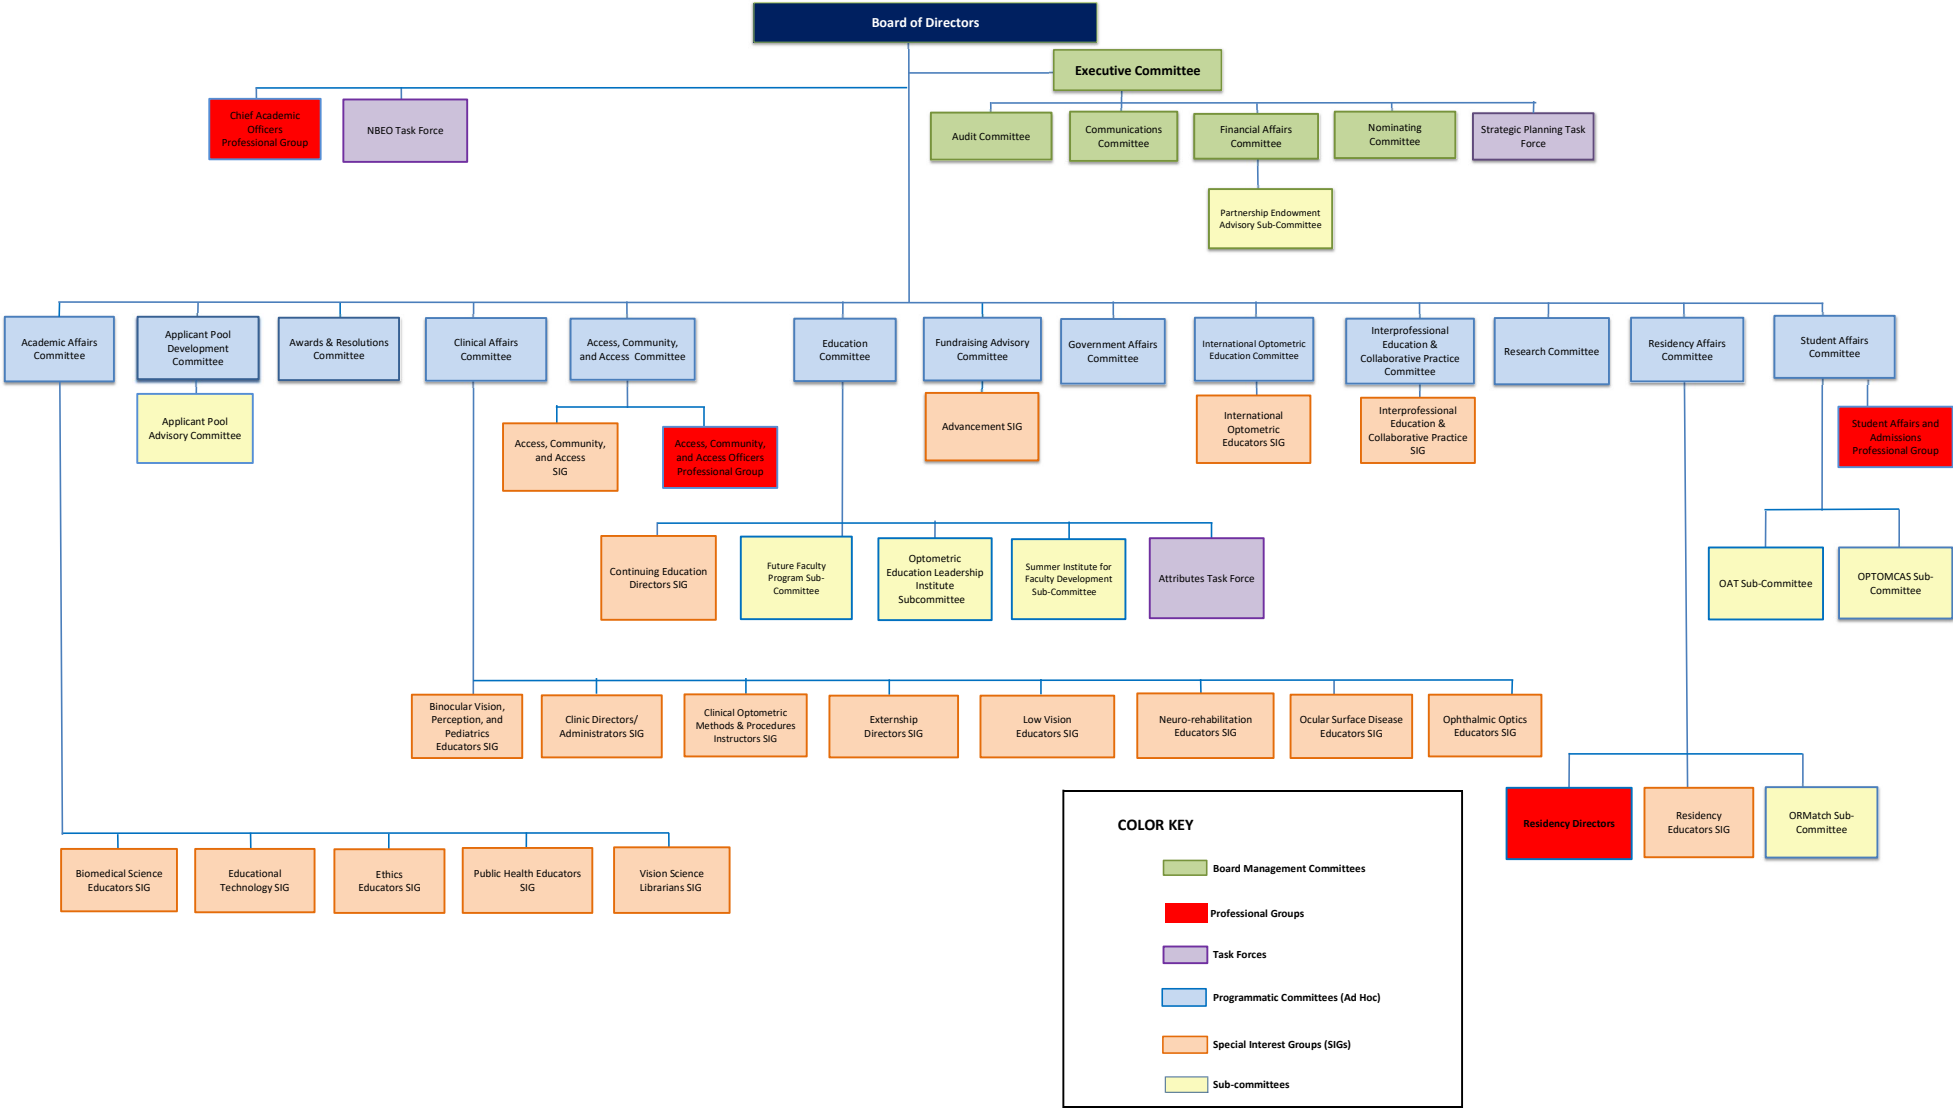 Board of Directors
Executive Committee
Chief Academic
Officers
Professional Group
NBEO Task Force
Audit Committee
Communications
Committee
Financial Affairs
Committee
Nominating
Committee
Strategic Planning Task
Force
Partnership Endowment
Advisory Sub-Committee
Academic Affairs
Committee
Applicant Pool
Development
Committee
Awards & Resolutions
Committee
Clinical Affairs
Committee
Access, Community,
and Access Committee
Education
Committee
Fundraising Advisory
Committee
Government Affairs
Committee
International Optometric
Education Committee
Interprofessional
Education &
Collaborative Practice
Committee
Research Committee
Residency Affairs
Committee
Student Affairs
Committee
Applicant Pool
Advisory Committee
Access, Community,
and Access
SIG
Access, Community,
and Access Officers
Professional Group
Advancement SIG
International
Optometric
Educators SIG
Interprofessional
Education &
Collaborative Practice
SIG
Student Affairs and
Admissions
Professional Group
Continuing Education
Directors SIG
Future Faculty
Program Sub-
Committee
Optometric
Education Leadership
Institute
Subcommittee
Summer Institute for
Faculty Development
Sub-Committee
Attributes Task Force
OAT Sub-Committee
OPTOMCAS Sub-
Committee
Binocular Vision,
Perception, and
Pediatrics
Educators SIG
Clinic Directors/
Administrators SIG
Clinical Optometric
Methods & Procedures
Instructors SIG
Externship
Directors SIG
Low Vision
Educators SIG
Neuro-rehabilitation
Educators SIG
Ocular Surface Disease
Educators SIG
Ophthalmic Optics
Educators SIG
Residency Directors
Residency
Educators SIG
ORMatch Sub-
Committee
Biomedical Science
Educators SIG
Educational
Technology SIG
Ethics
Educators SIG
Public Health Educators
SIG
Vision Science
Librarians SIG
COLOR KEY
Board Management Committees
Professional Groups
Task Forces
Programmatic Committees (Ad Hoc)
Special Interest Groups (SIGs)
Sub-committees